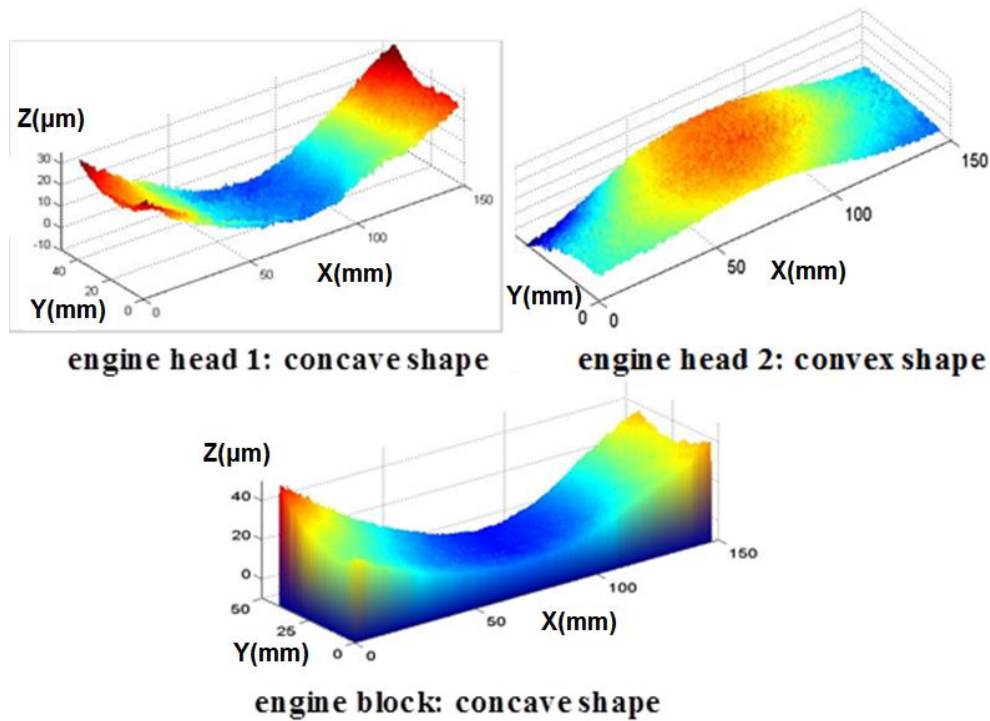 Z(μm)
30
20
10
0
-10
40
20
0
Y(mm)
0
50
100
150
X(mm)
engine head 1: concave shape
150
100
50
X(mm)
Y(mm)
0
0
engine head 2: convex shape
Z(μm)
40
20
0
50
25
0
Y(mm)
0
50
100
150
X(mm)
engine block: concave shape